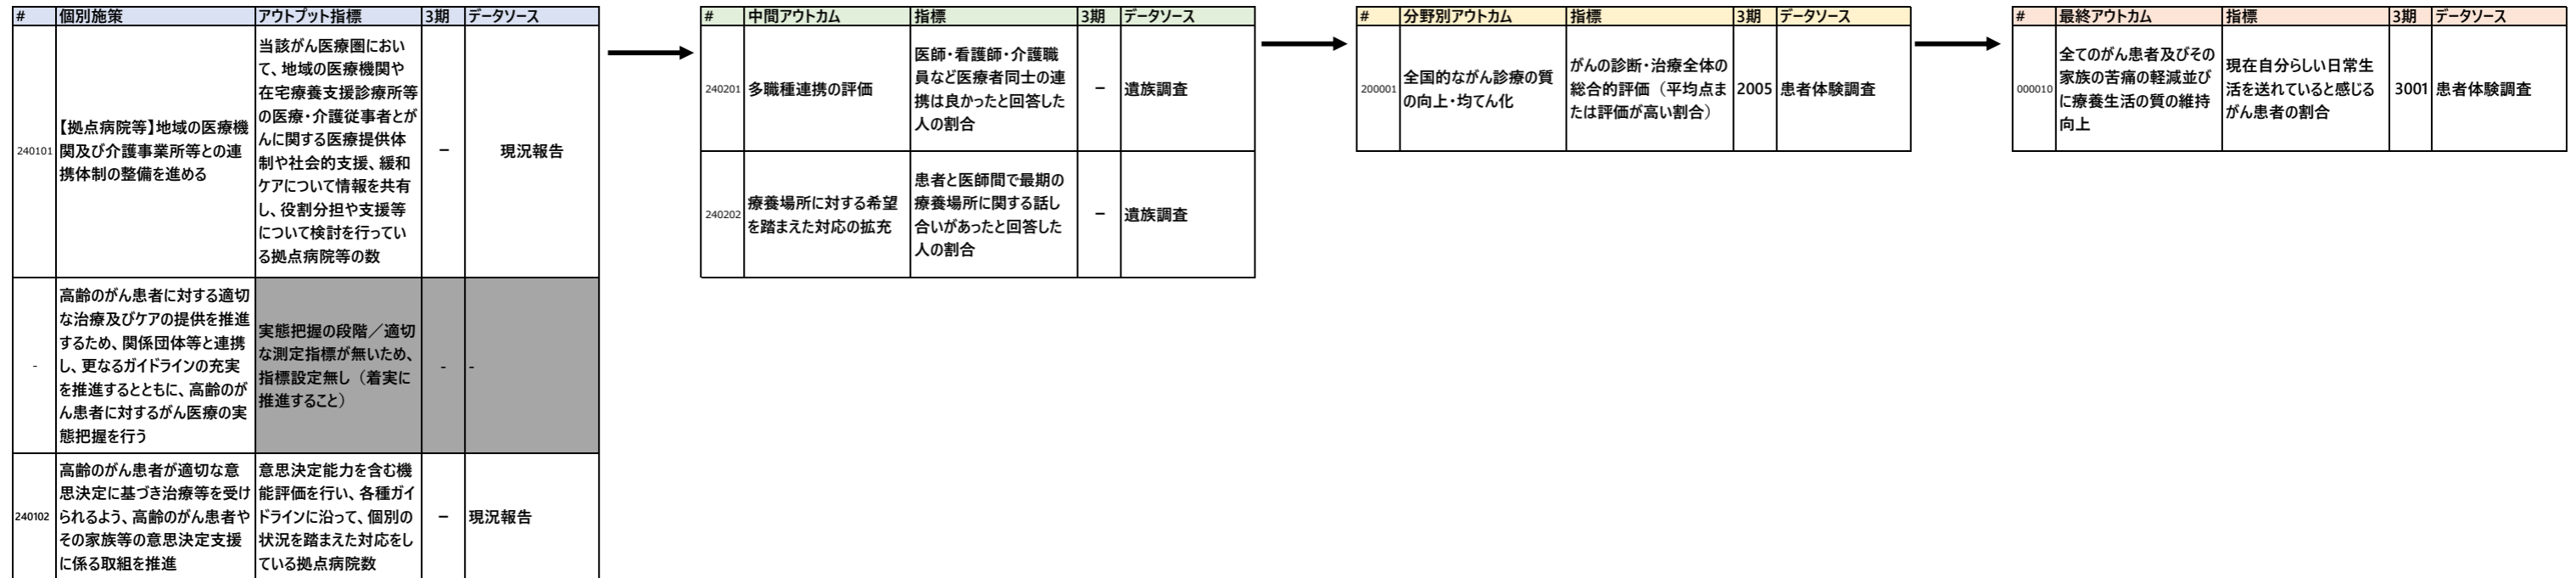 # 個別施策 アウトプット指標 3期 データソース
240101
【拠点病院等】地域の医療機
関及び介護事業所等との連
携体制の整備を進める
当該がん医療圏におい
て、地域の医療機関や
在宅療養支援診療所等
の医療・介護従事者とが
んに関する医療提供体
制や社会的支援、緩和
ケアについて情報を共有
し、役割分担や支援等
について検討を行ってい
る拠点病院等の数
－
現況報告
-
高齢のがん患者に対する適切
な治療及びケアの提供を推進
するため、関係団体等と連携
し、更なるガイドラインの充実
を推進するとともに、高齢のが
ん患者に対するがん医療の実
態把握を行う
実態把握の段階／適切
な測定指標が無いため、
指標設定無し（着実に
推進すること）
-
-
240102
高齢のがん患者が適切な意
思決定に基づき治療等を受け
られるよう、高齢のがん患者や
その家族等の意思決定支援
に係る取組を推進
意思決定能力を含む機
能評価を行い、各種ガイ
ドラインに沿って、個別の
状況を踏まえた対応をし
ている拠点病院数
－
現況報告
# 中間アウトカム 指標 3期 データソース
240201
多職種連携の評価
医師・看護師・介護職
員など医療者同士の連
携は良かったと回答した
人の割合
－
遺族調査
240202
療養場所に対する希望
を踏まえた対応の拡充
患者と医師間で最期の
療養場所に関する話し
合いがあったと回答した
人の割合
－
遺族調査
# 分野別アウトカム 指標 3期 データソース
200001
全国的ながん診療の質
の向上・均てん化
がんの診断・治療全体の
総合的評価（平均点ま
たは評価が高い割合）
2005
患者体験調査
# 最終アウトカム 指標 3期 データソース
000010
全てのがん患者及びその
家族の苦痛の軽減並び
に療養生活の質の維持
向上
現在自分らしい日常生
活を送れていると感じる
がん患者の割合
3001
患者体験調査